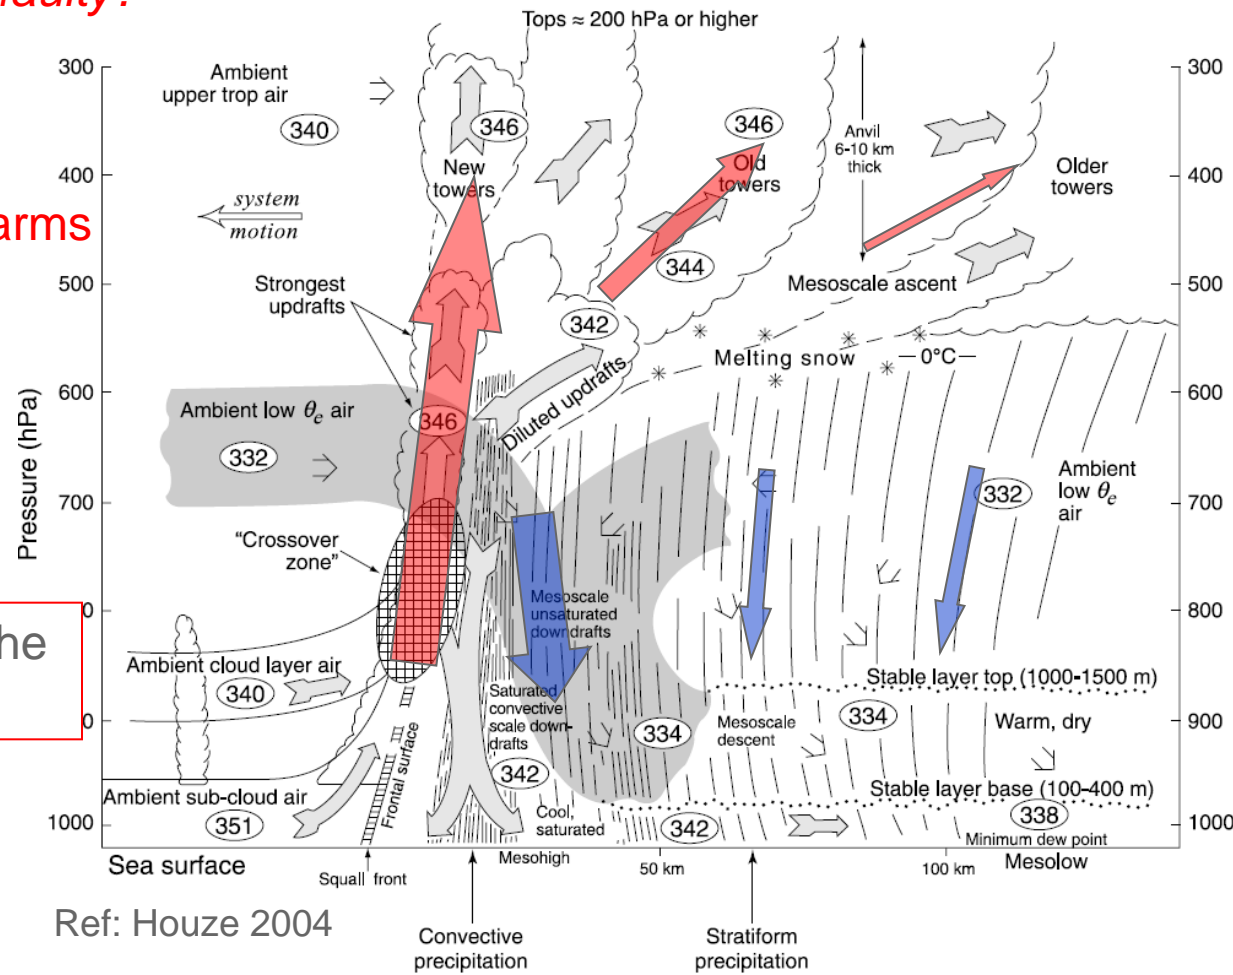 Tops ≈ 200 hPa or higher
300
300
Ambient
upper trop air
340
346
346
Anvil
6-10 km
thick
New
towers
Old
towers
Older
towers
400
400
system
motion
arms
344
500
500
Strongest
updrafts
Mesoscale ascent
342
Melting snow
0°C
600
600
Diluted updrafts
Ambient low θe air
346
332
Ambient
low θe
air
332
700
700
Pressure (hPa)
"Crossover
zone"
Mesoscale
unsaturated
downdrafts
800
he
Ambient cloud layer air
340
Stable layer top (1000-1500 m)
Saturated
convective
scale down-
drafts
334
Mesoscale
descent
334
Warm, dry
900
Frontal surface
342
Ambient sub-cloud air
351
Stable layer base (100-400 m)
Cool,
saturated
342
338
Minimum dew point
1000
1000
Sea surface
Squall front
Mesohigh
50 km
100 km
Mesolow
Ref: Houze 2004
Convective
precipitation
Stratiform
precipitation